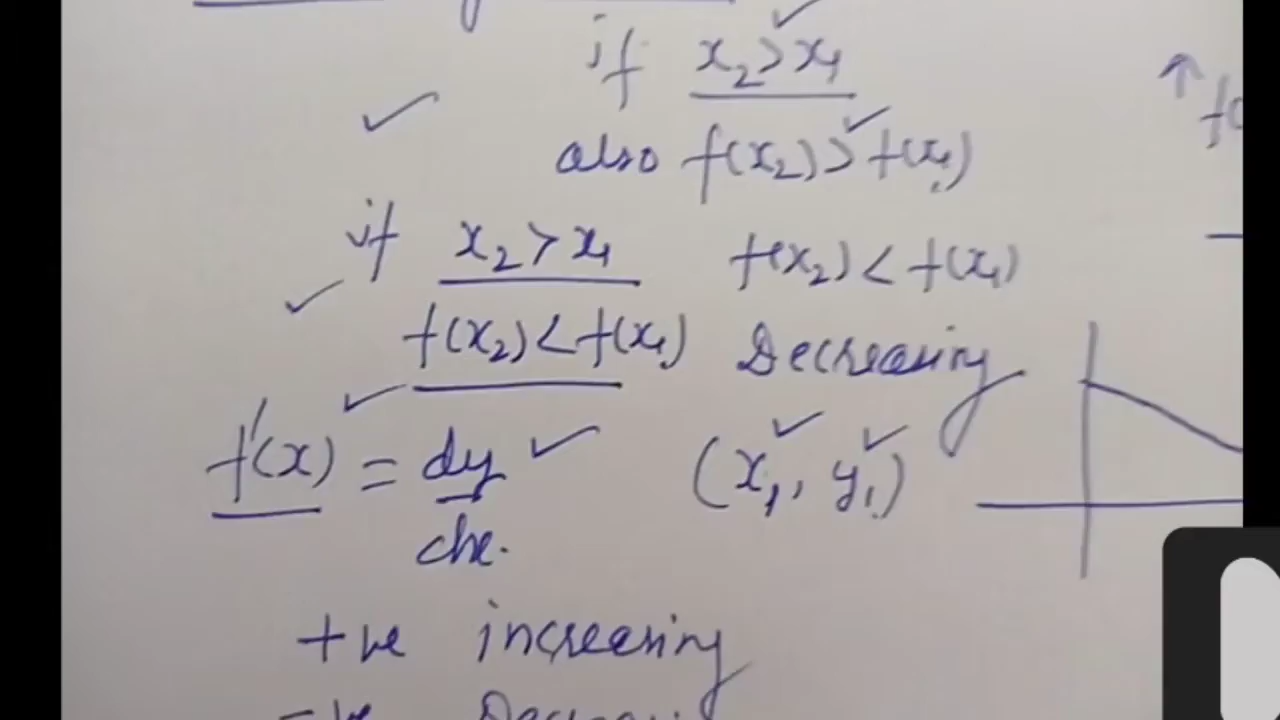 if x₂ > x₁
also f(x₂) > f(x₁)
if x₂ > x₁ f(x₂) < f(x₁)
f(x₂) < f(x₁) Decreasing
f'(x) = dy/dx. (x₁, y₁)
+ve increasing
-ve